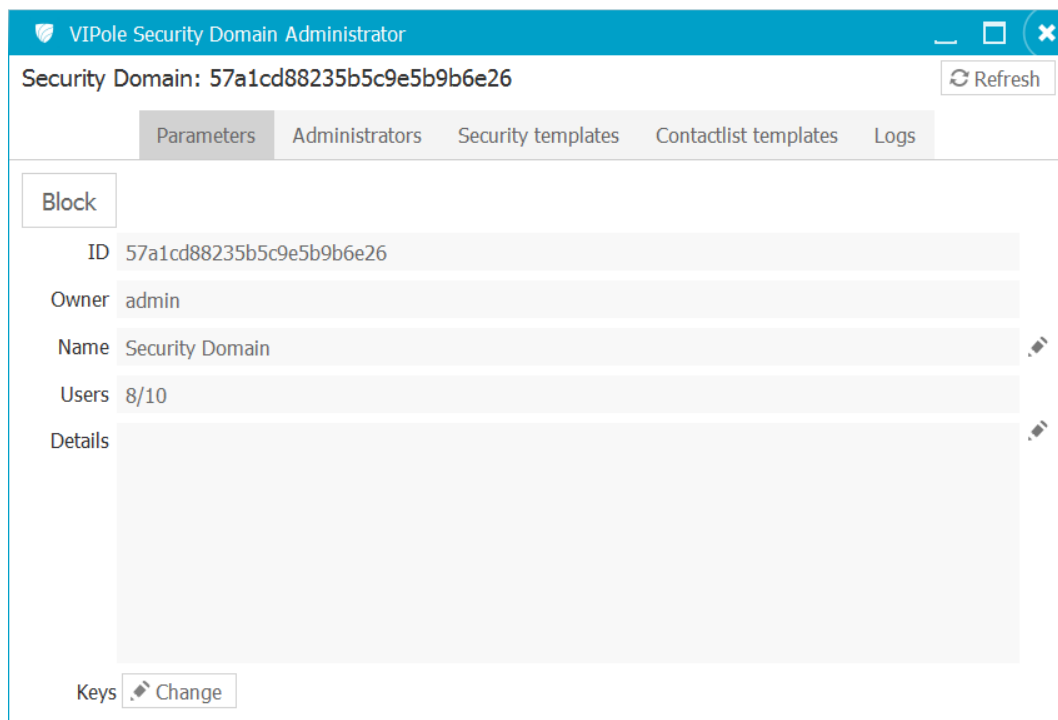 VIPole Security Domain Administrator
Security Domain: 57a1cd88235b5c9e5b9b6e26
Refresh
Parameters Administrators Security templates Contactlist templates Logs
Block
ID 57a1cd88235b5c9e5b9b6e26
Owner admin
Name Security Domain
Users 8/10
Details
Keys Change